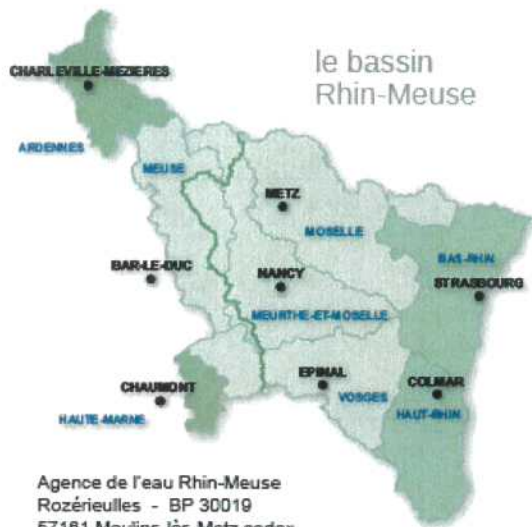 le bassin
Rhin-Meuse
CHARLEVILLE-MEZIERES
ARDENNES
MEUSE
METZ
MOSELLE
BAR-LE-DUC
NANCY
BAS-RHIN
STRASBOURG
MEURTHE-ET-MOSELLE
CHAUMONT
EPINAL
COLMAR
VOSGES
HAUTE-MARNE
HAUT-RHIN
Agence de l'eau Rhin-Meuse
Rozérieulles - BP 30019
57161 Moulins-lès-Metz cedex